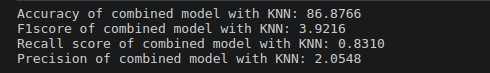 Accuracy of combined model with KNN: 86.8766
F1score of combined model with KNN: 3.9216
Recall score of combined model with KNN: 0.8310
Precision of combined model with KNN: 2.0548